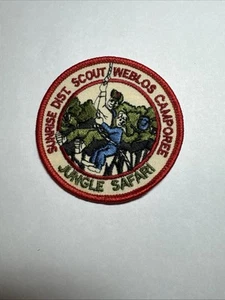 SUNRISE DIST. SCOUT WEBLOS CAMPOREE
JUNGLE SAFARI